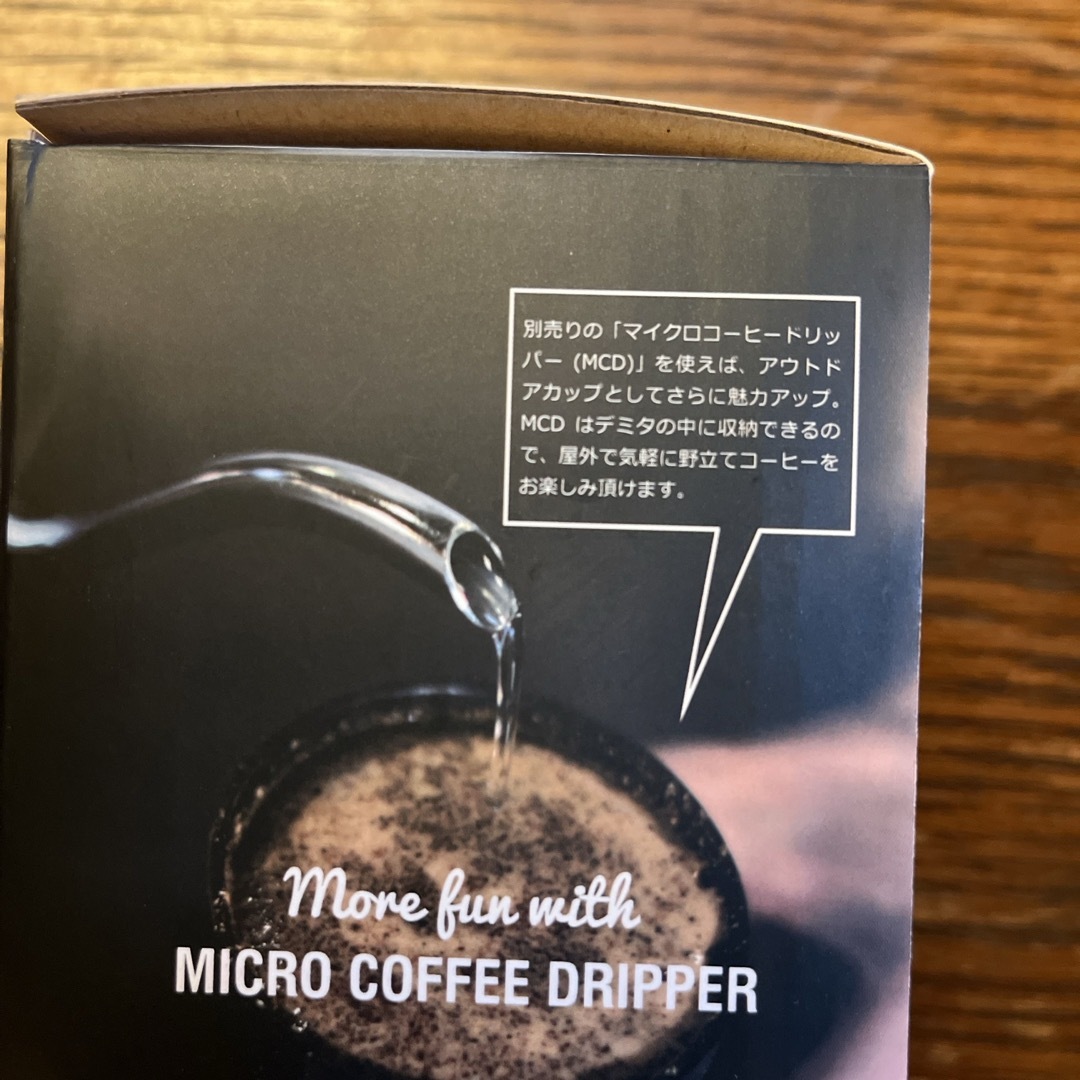 別売りの「マイクロコーヒードリッ
パー (MCD)」を使えば、アウトド
アカップとしてさらに魅力アップ。
MCD はデミタの中に収納できるの
で、屋外で気軽に野立てコーヒーを
お楽しみ頂けます。
More fun with
MICRO COFFEE DRIPPER